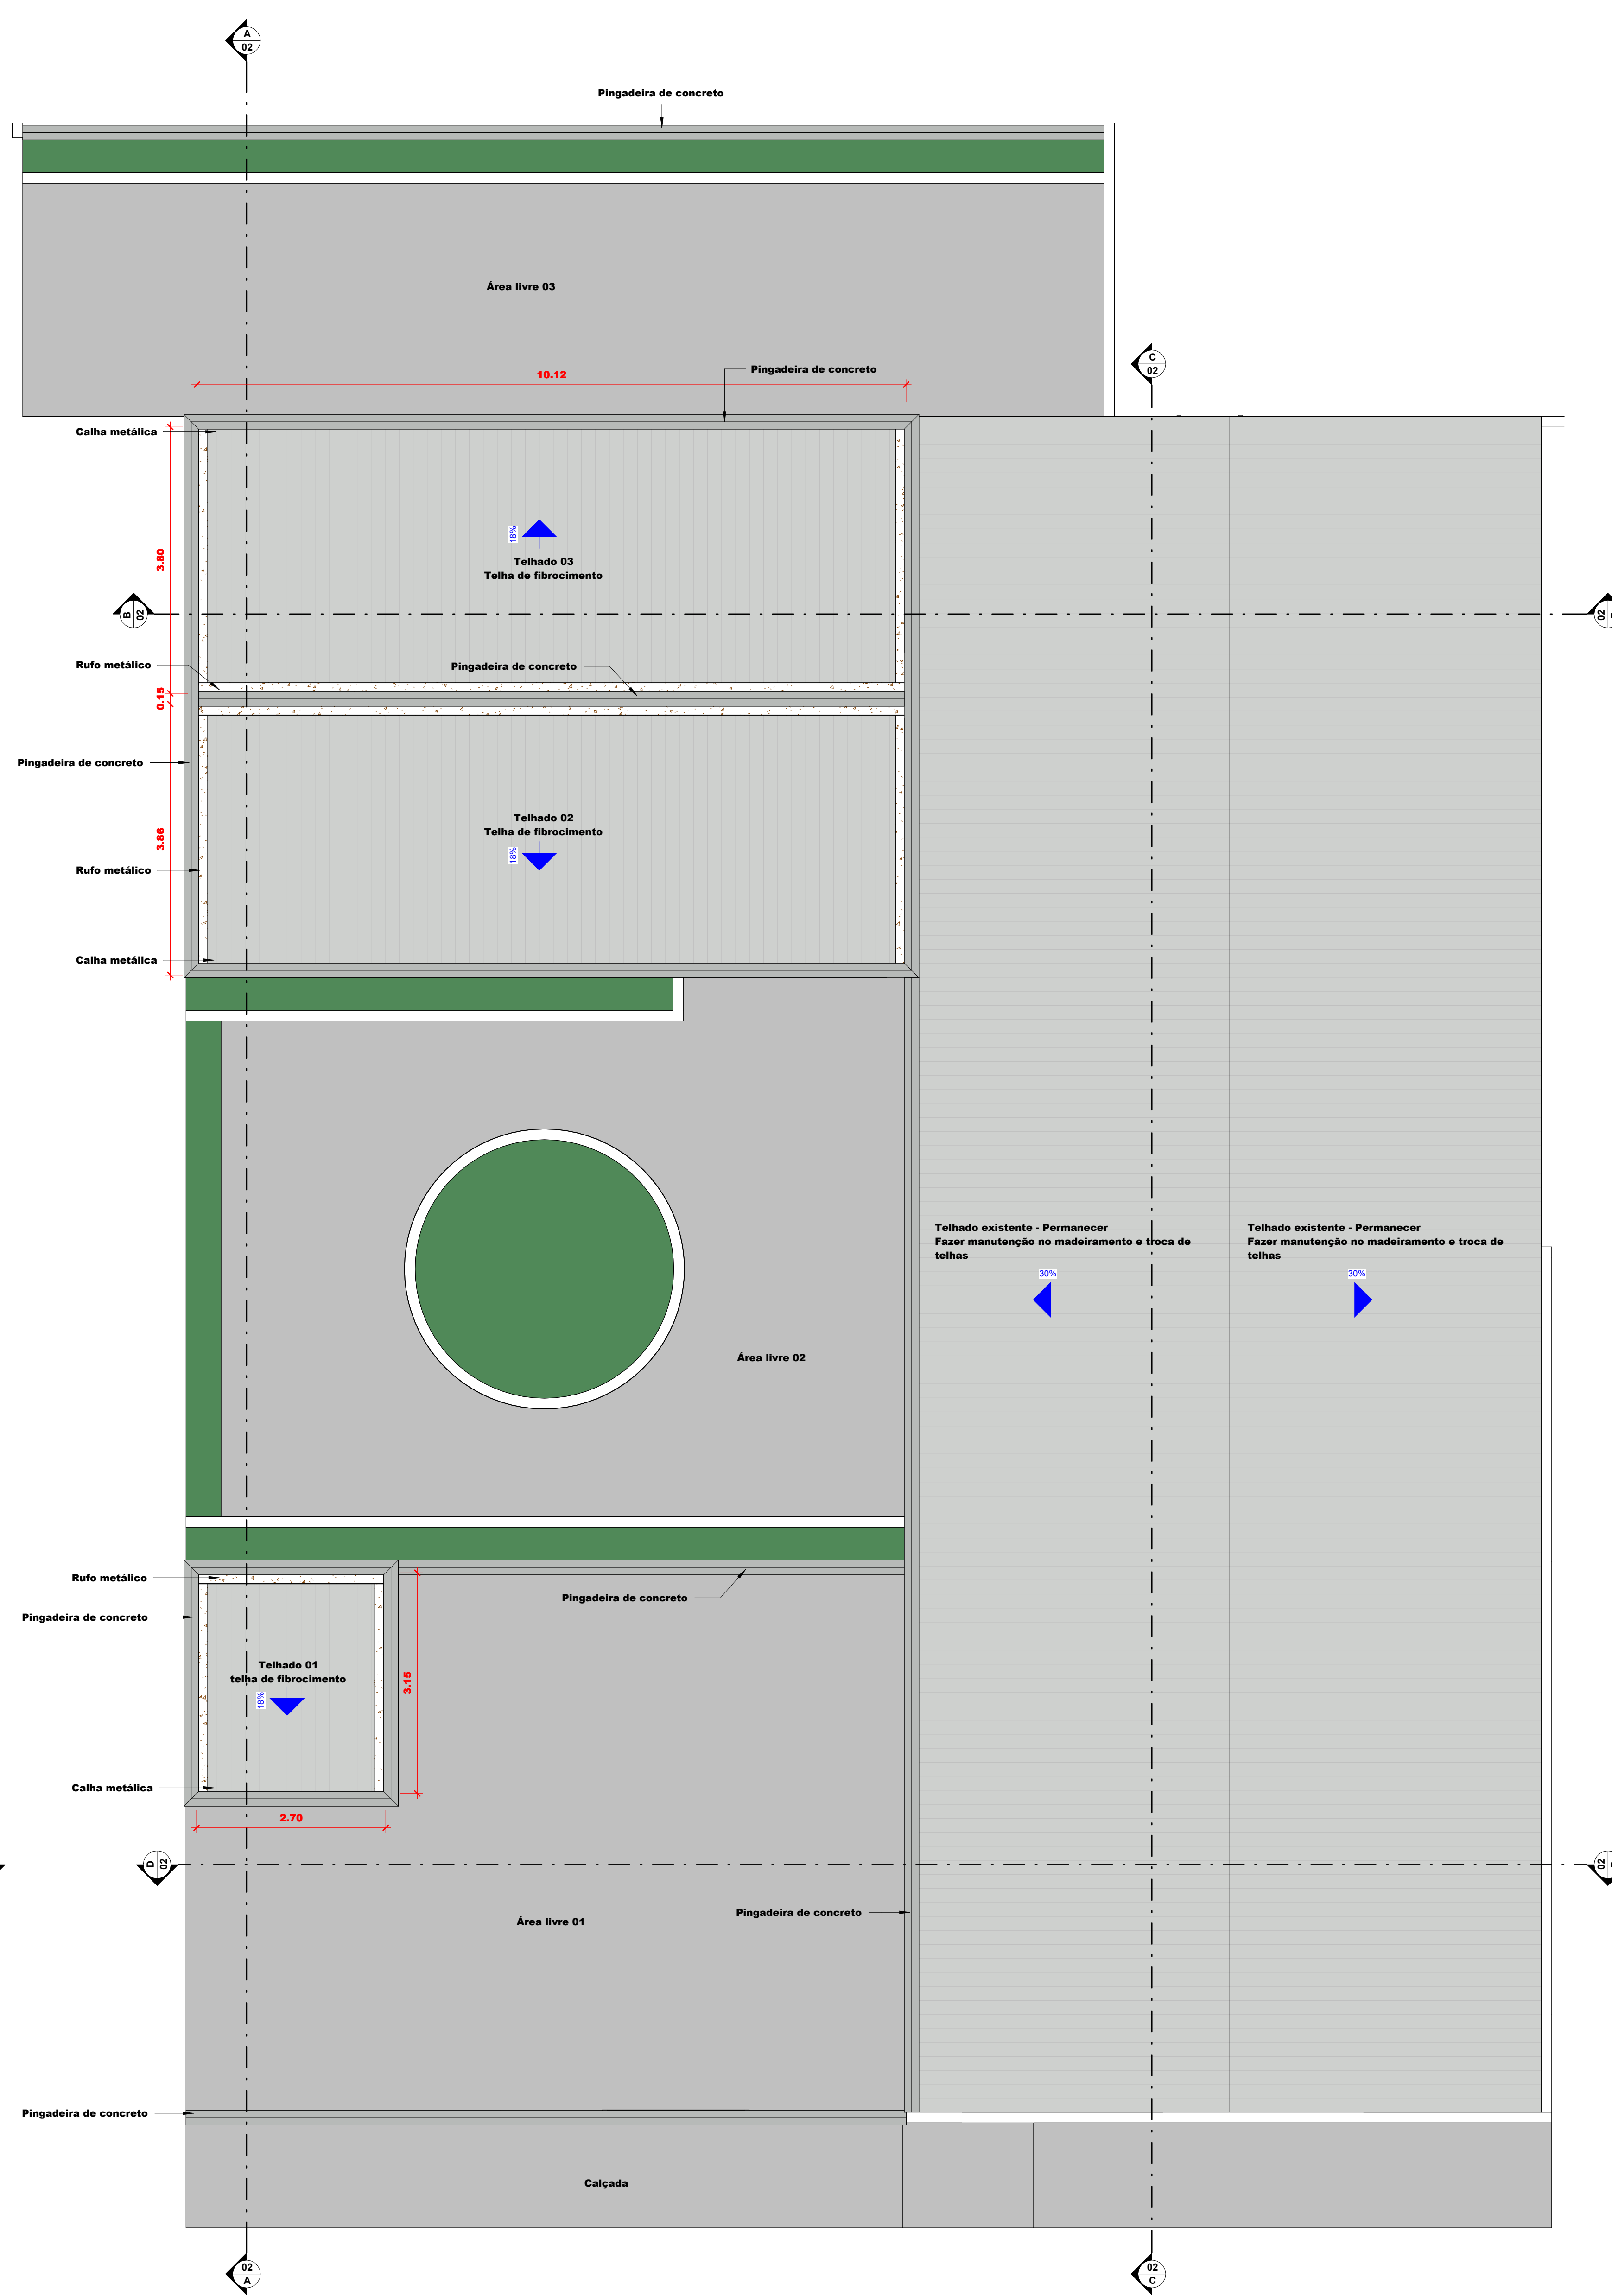 A
02
Pingadeira de concreto
Área livre 03
C
02
10.12
Pingadeira de concreto
Calha metálica
3.80
18%
Telhado 03
Telha de fibrocimento
B
02
02
Rufo metálico
Pingadeira de concreto
0.15
Pingadeira de concreto
Telhado 02
Telha de fibrocimento
3.86
18%
Rufo metálico
Calha metálica
Telhado existente - Permanecer
Fazer manutenção no madeiramento e troca de
telhas
30%
Telhado existente - Permanecer
Fazer manutenção no madeiramento e troca de
telhas
30%
Área livre 02
Rufo metálico
Pingadeira de concreto
Pingadeira de concreto
Telhado 01
telha de fibrocimento
18%
3.15
Calha metálica
2.70
D
02
02
Pingadeira de concreto
Área livre 01
Pingadeira de concreto
Calçada
02
A
02
C